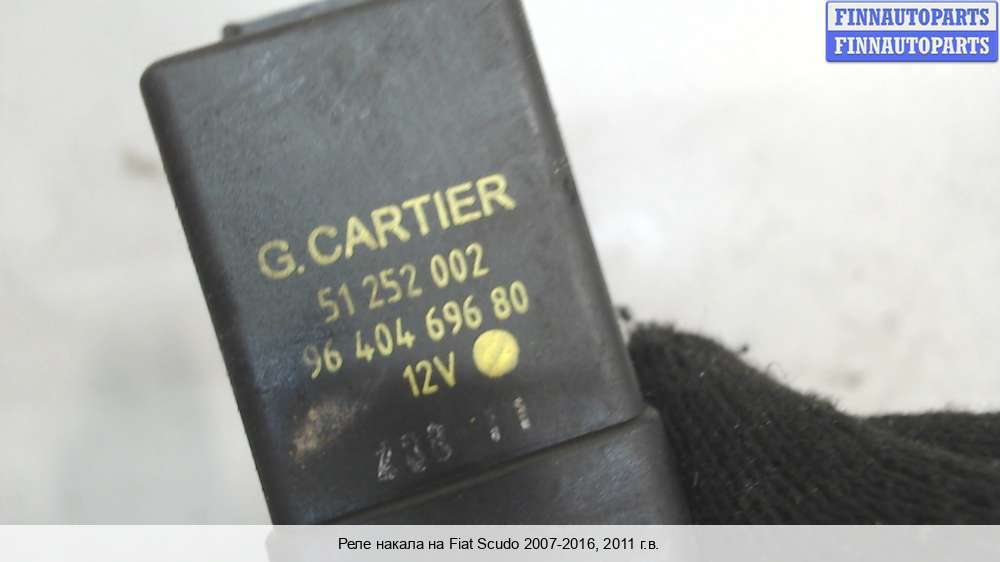 FINNAUTOPARTS
FINNAUTOPARTS
G. CARTIER
51 252 002
96 404 696 80
12V
Реле накала на Fiat Scudo 2007-2016, 2011 г.в.